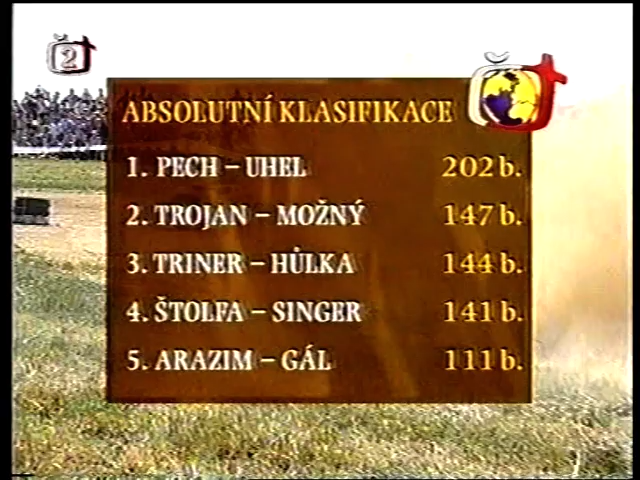 2
ABSOLUTNÍ KLASIFIKACE
1. PECH – UHEL 202 b.
2. TROJAN – MOŽNÝ 147 b.
3. TRINER – HŮLKA 144 b.
4. ŠTOLFA – SINGER 141 b.
5. ARAZIM – GÁL 111 b.